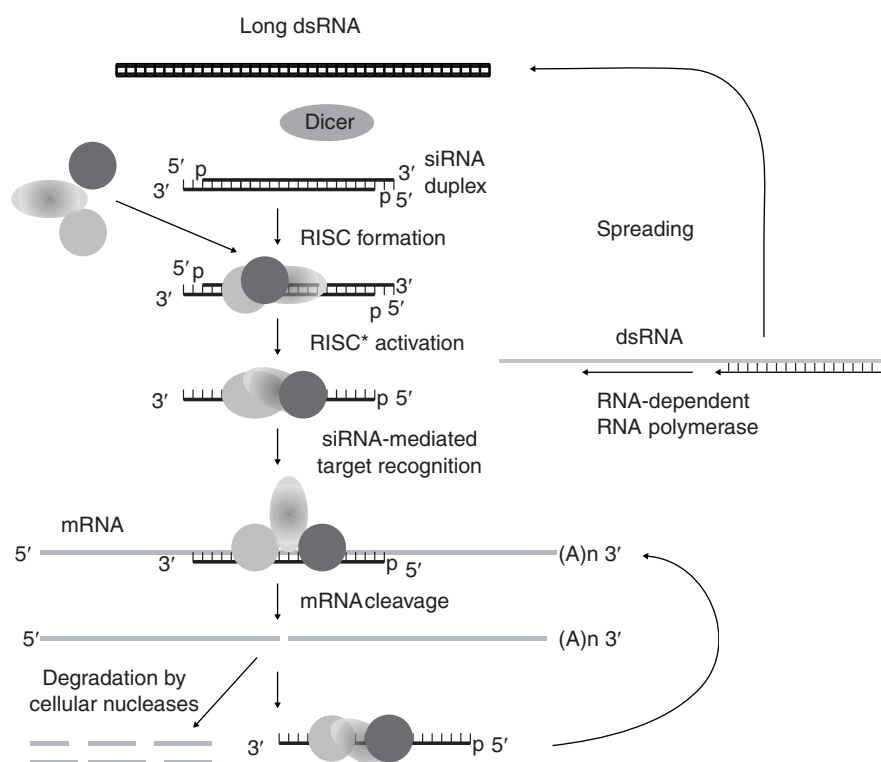 Long dsRNA
Dicer
5′ p
3′
siRNA
duplex
3′
p 5′
RISC formation
Spreading
5′ p
3′
3′
p 5′
RISC* activation
dsRNA
3′
p 5′
RNA-dependent
RNA polymerase
siRNA-mediated
target recognition
mRNA
5′
(A)n 3′
3′
p 5′
mRNA cleavage
5′
(A)n 3′
Degradation by
cellular nucleases
3′
p 5′